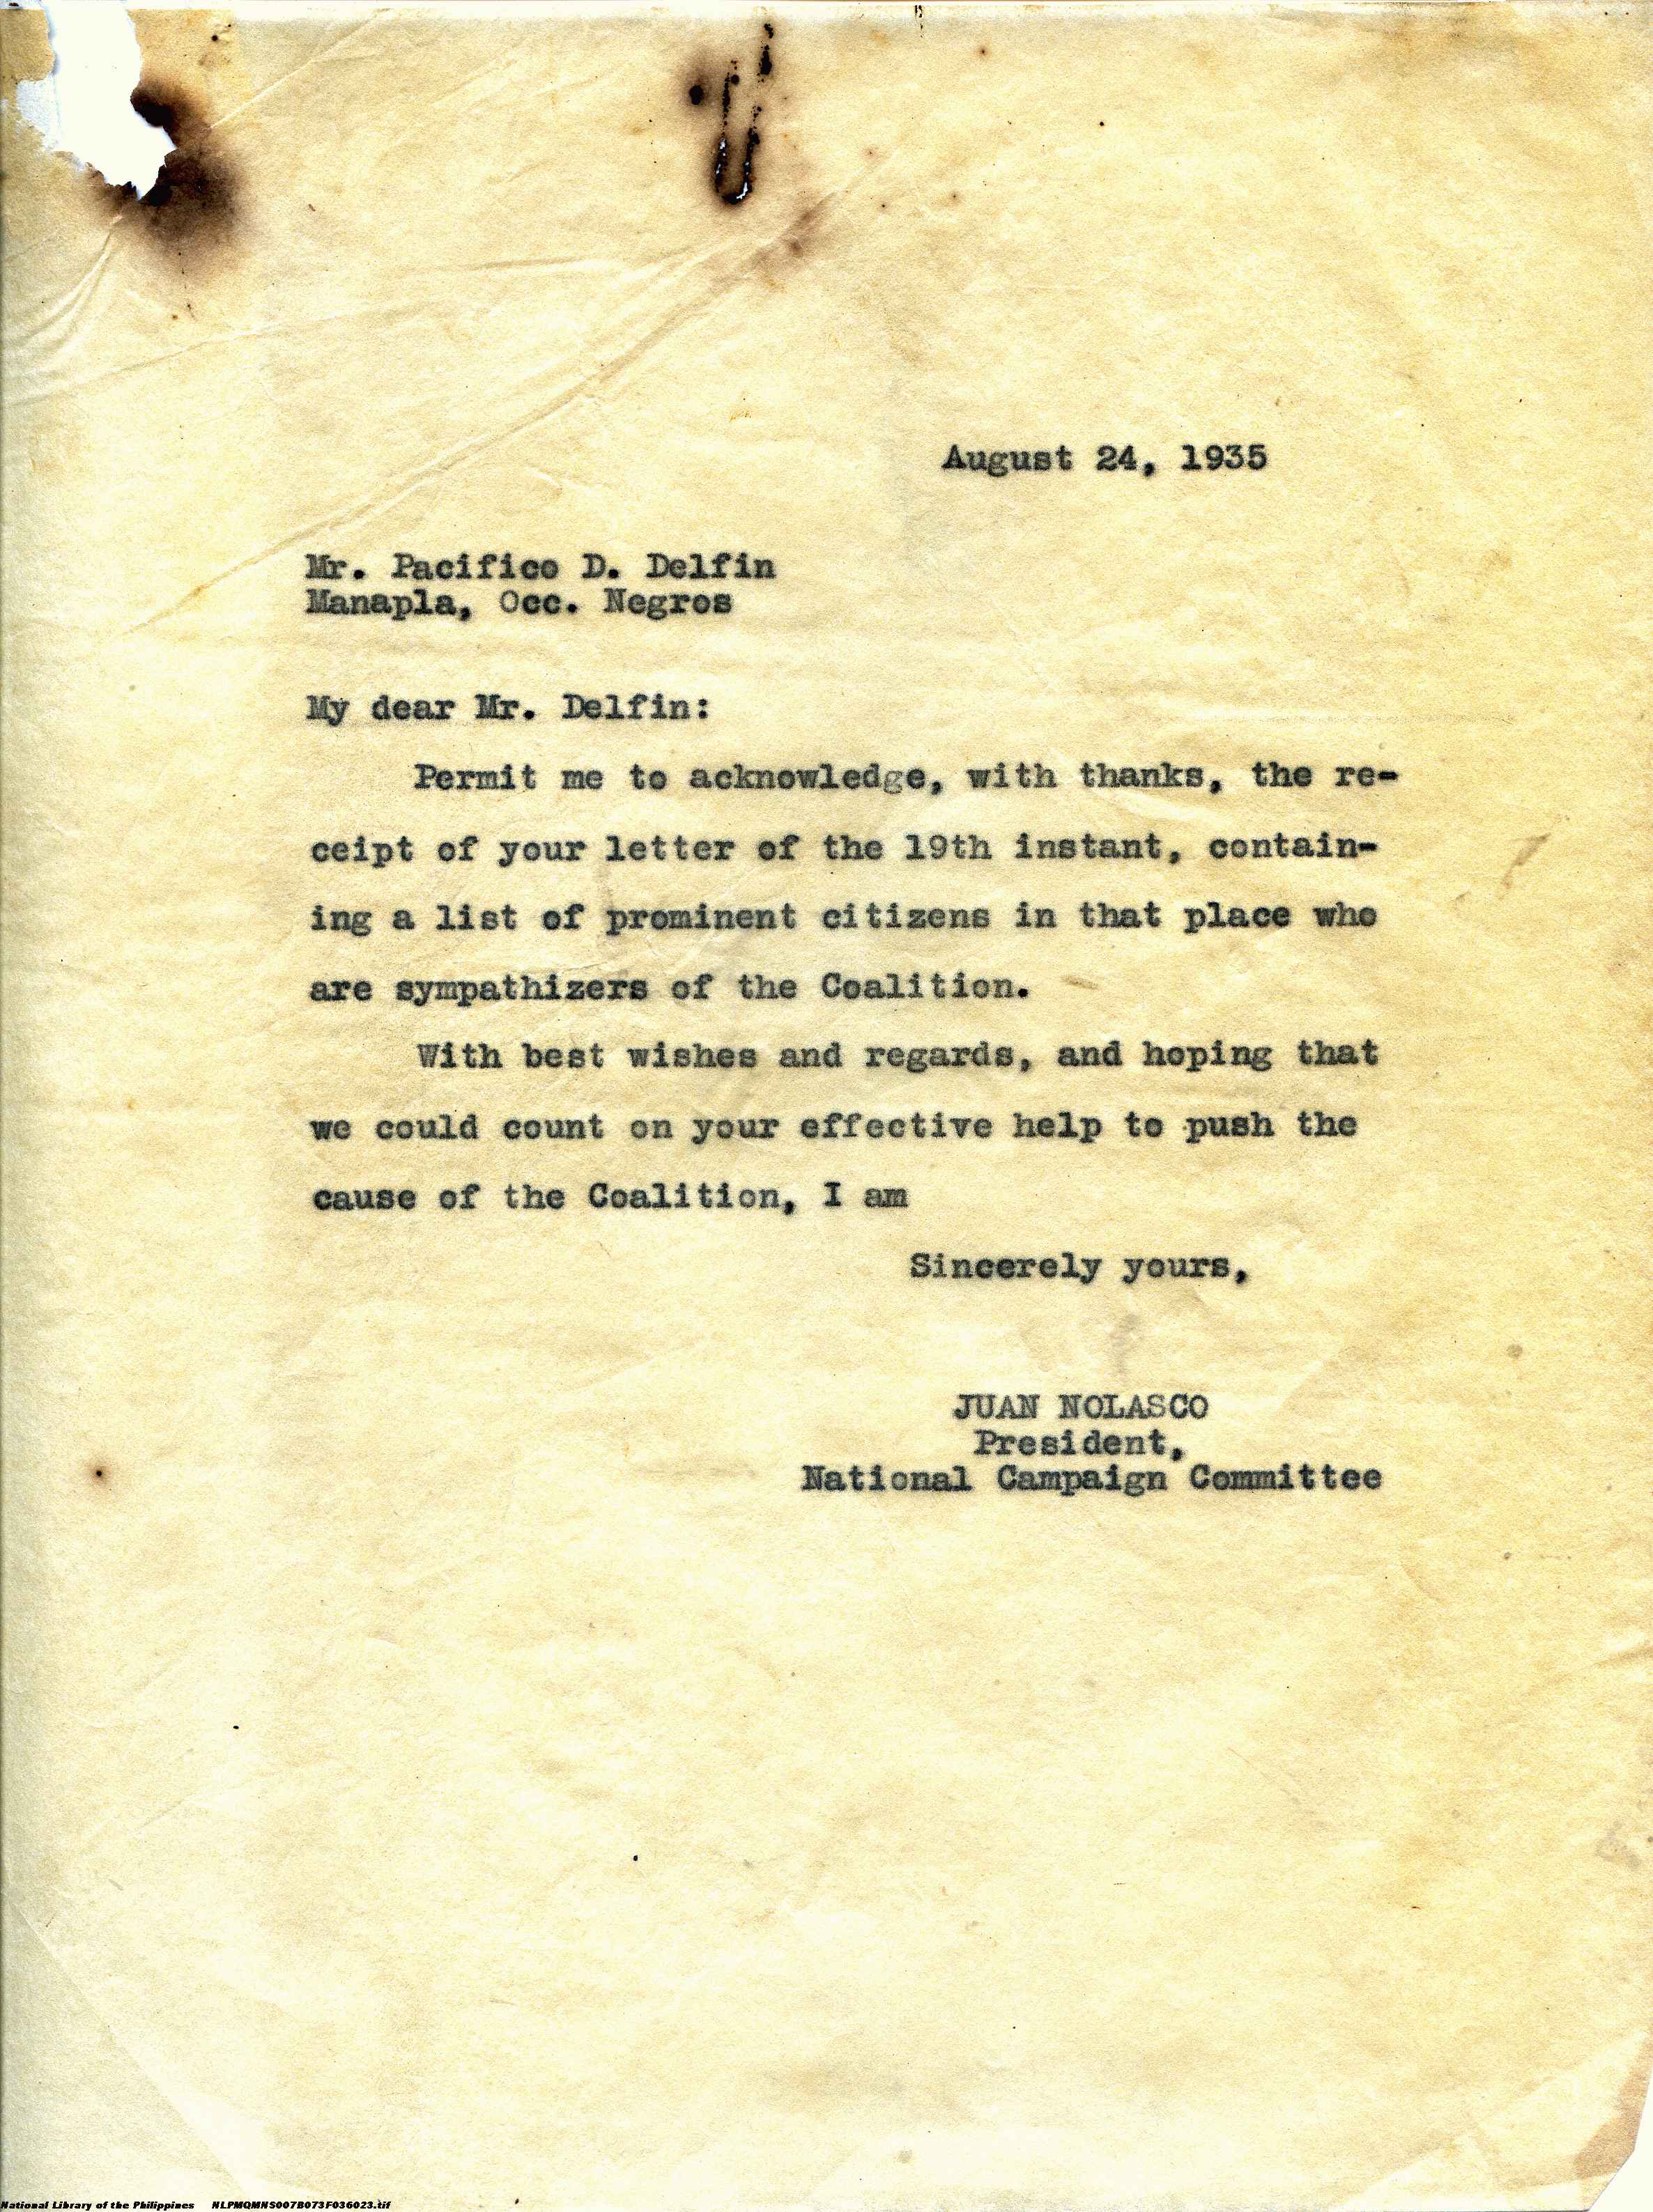 August 24, 1935
Mr. Pacifico D. Delfin
Manapla, Occ. Negros
My dear Mr. Delfin:
Permit me to acknowledge, with thanks, the re-
ceipt of your letter of the 19th instant, contain-
ing a list of prominent citizens in that place who
are sympathizers of the Coalition.
With best wishes and regards, and hoping that
we could count on your effective help to push the
cause of the Coalition, I am
Sincerely yours,
JUAN NOLASCO
President,
National Campaign Committee
National Library of the Philippines NLPMQMNS007B073F036023.tif